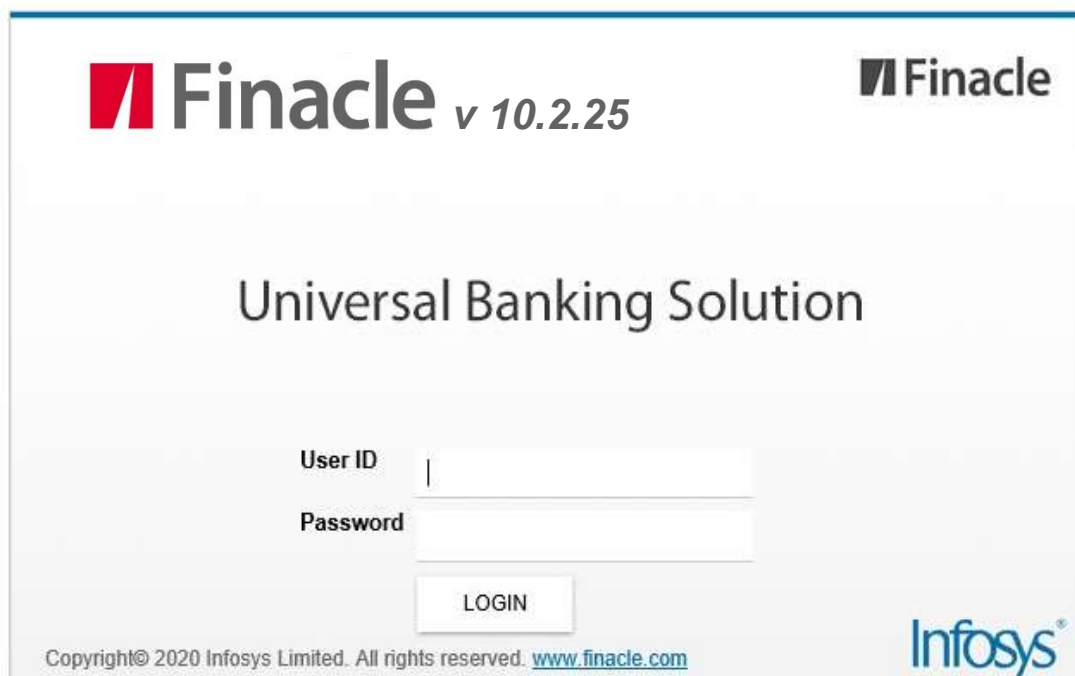 Finacle v 10.2.25
Finacle
Universal Banking Solution
User ID
Password
LOGIN
Copyright© 2020 Infosys Limited. All rights reserved. www.finacle.com
Infosys®